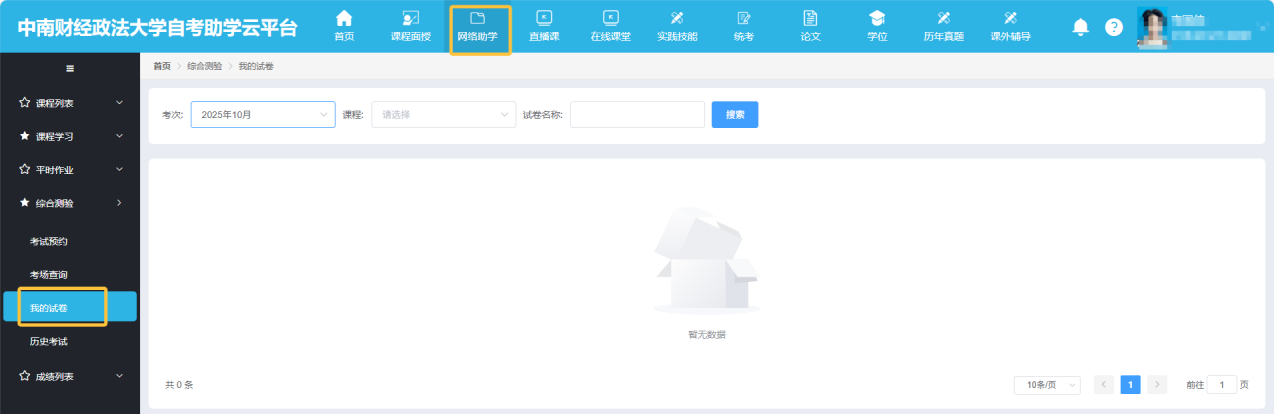 中南财经政法大学自考助学云平台
首页 课程面授 网络助学 直播课 在线课堂 实践技能 统考 论文 学位 历年真题 课外辅导
首页 > 综合测验 > 我的试卷
课程列表
课程学习
平时作业
综合测验
考试预约
考场查询
我的试卷
历史考试
成绩列表
考次: 2025年10月 课程: 请选择 试卷名称: 搜索
暂无数据
共 0 条 10条/页 < 1 > 前往 1 页